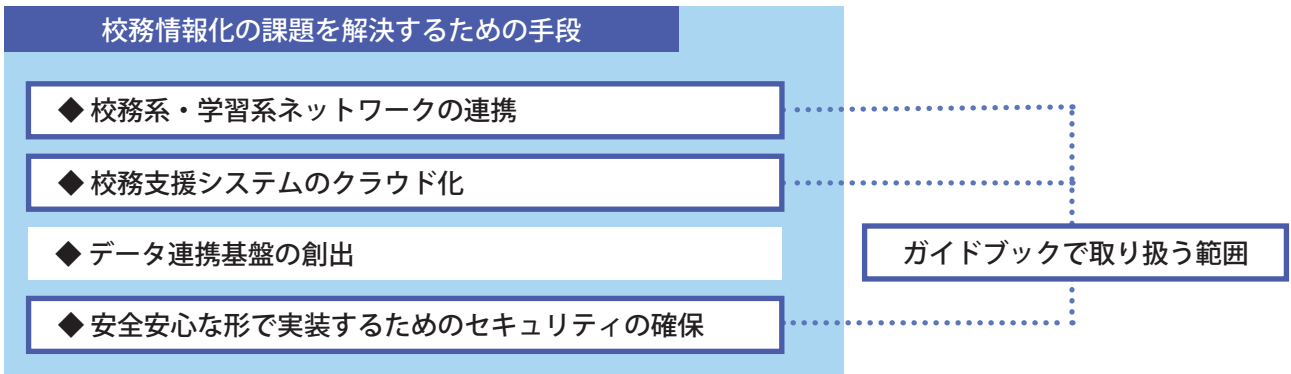 校務情報化の課題を解決するための手段
◆ 校務系・学習系ネットワークの連携
◆ 校務支援システムのクラウド化
◆ データ連携基盤の創出
◆ 安全安心な形で実装するためのセキュリティの確保
ガイドブックで取り扱う範囲